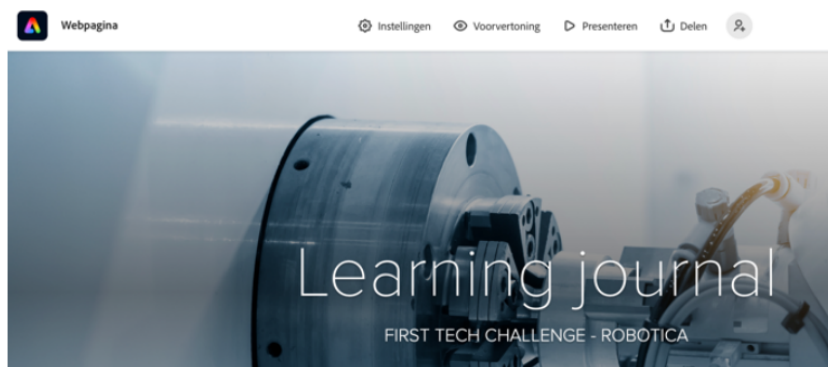 Webpagina
Instellingen
Voorvertoning
Presenteren
Delen
Learning journal
FIRST TECH CHALLENGE - ROBOTICA